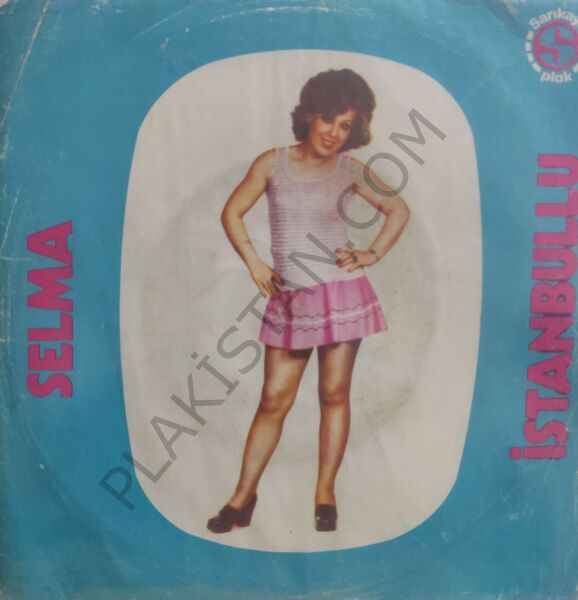 Sarıkaya
S
plak
SELMA
İSTANBULLU
PLAKİSTAN.COM